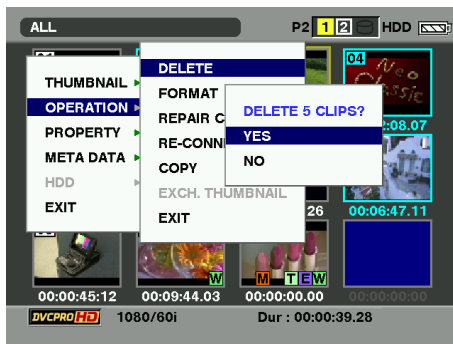 ALL P2 1 2 HDD
THUMBNAIL
OPERATION
PROPERTY
META DATA
HDD
EXIT
DELETE
FORMAT
REPAIR C
RE-CONN
COPY
EXCH. THUMBNAIL
EXIT
DELETE 5 CLIPS?
YES
NO
04
Neo
Classic
:08.07
26 00:06:47.11
W M T E W
00:00:45:12 00:09:44.03 00:00:00.00 00:00:00:00
DVCPRO HD 1080/60i Dur : 00:00:39.28